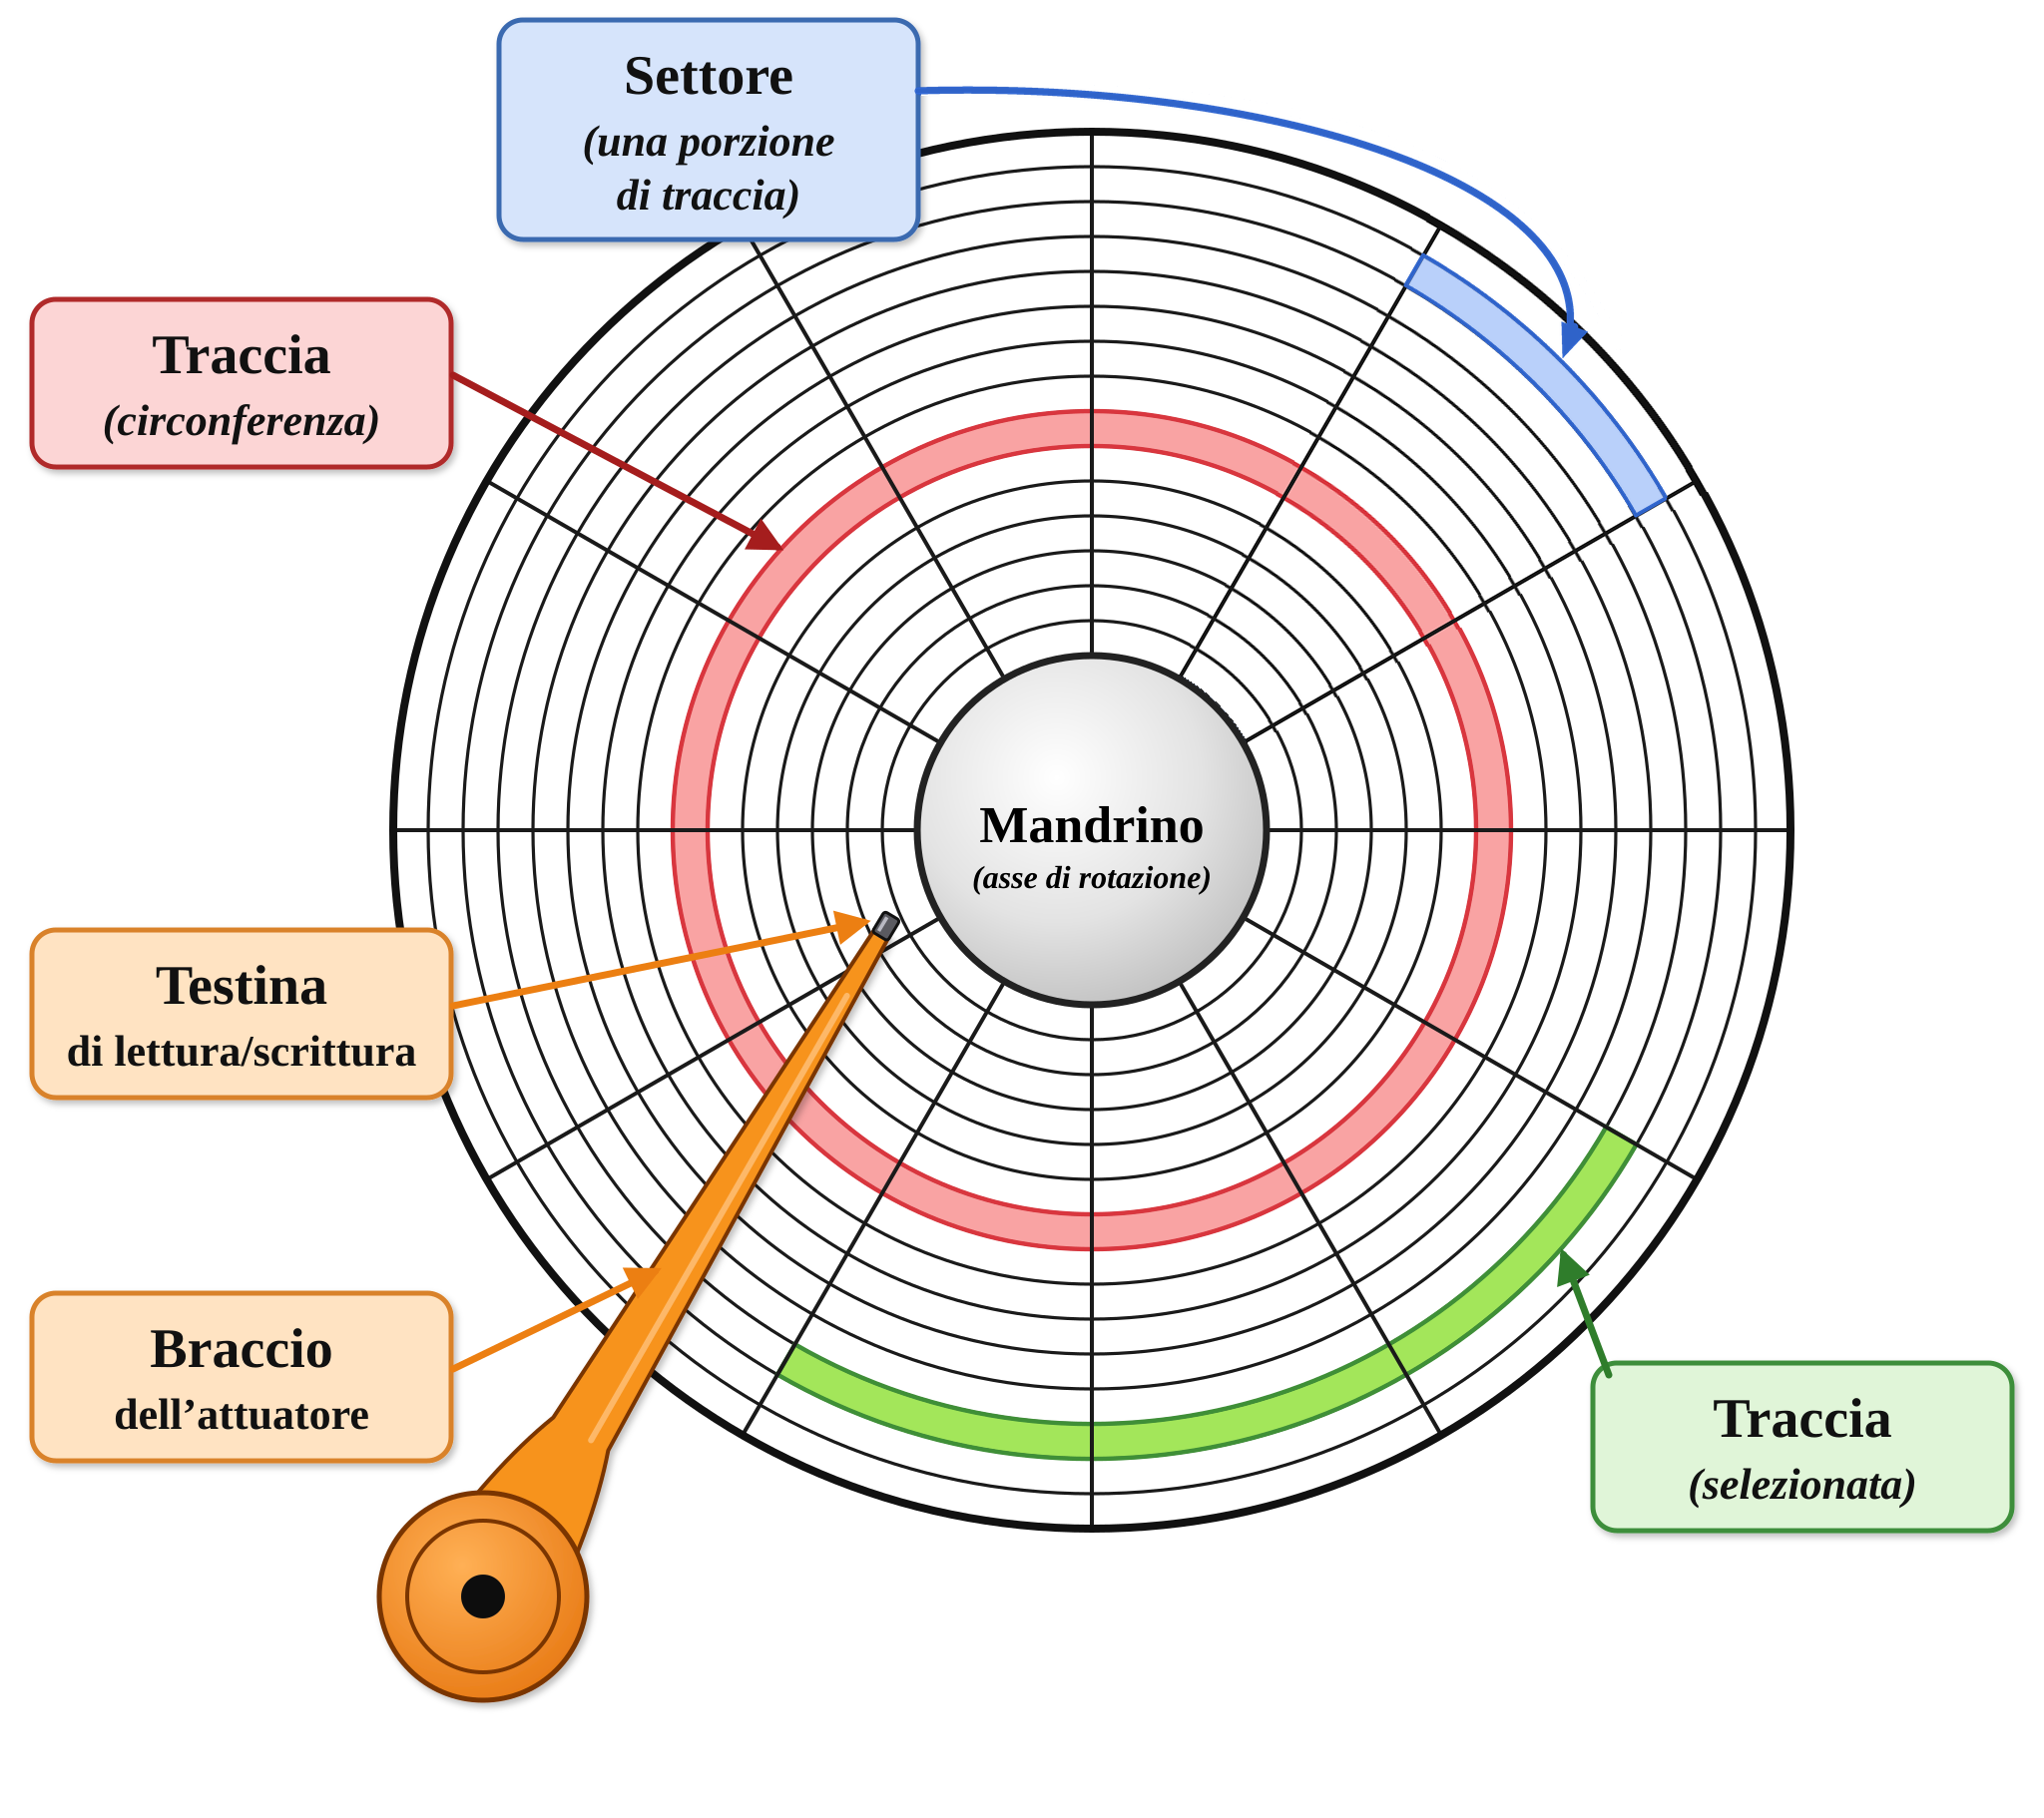 Settore
(una porzione
di traccia)
Traccia
(circonferenza)
Mandrino
(asse di rotazione)
Testina
di lettura/scrittura
Braccio
dell’attuatore
Traccia
(selezionata)